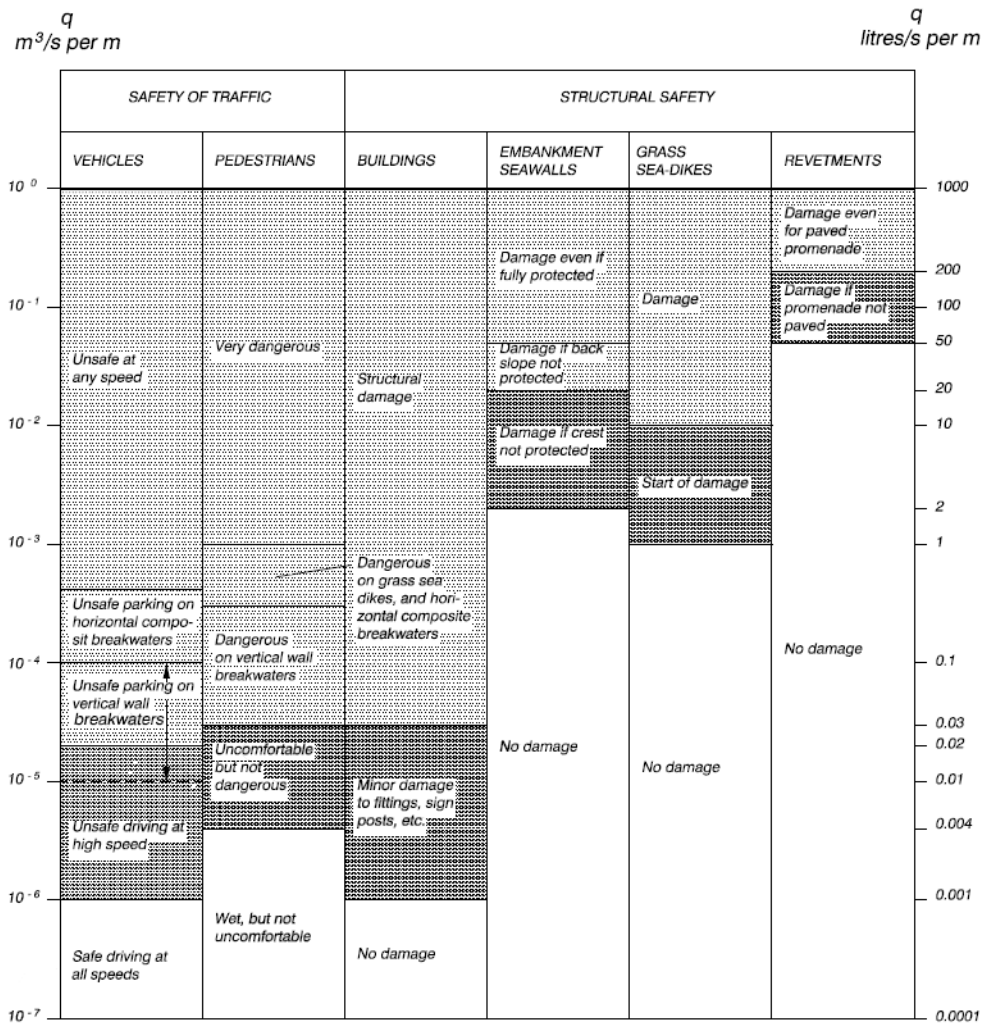 q
m³/s per m
q
litres/s per m
SAFETY OF TRAFFIC
STRUCTURAL SAFETY
VEHICLES
PEDESTRIANS
BUILDINGS
EMBANKMENT
SEAWALLS
GRASS
SEA-DIKES
REVETMENTS
10⁰
10⁻¹
10⁻²
10⁻³
10⁻⁴
10⁻⁵
10⁻⁶
10⁻⁷
Unsafe at
any speed
Unsafe parking on
horizontal compo-
sit breakwaters
Unsafe parking on
vertical wall
breakwaters
Unsafe driving at
high speed
Safe driving at
all speeds
Very dangerous
Dangerous
on vertical wall
breakwaters
Uncomfortable
but not
dangerous
Wet, but not
uncomfortable
Structural
damage
Dangerous
on grass sea
dikes, and hori-
zontal composite
breakwaters
Minor damage
to fittings, sign
posts, etc.
No damage
Damage even if
fully protected
Damage if back
slope not
protected
Damage if crest
not protected
No damage
Damage
Start of damage
No damage
Damage even
for paved
promenade
Damage if
promenade not
paved
No damage
1000
200
100
50
20
10
2
1
0.1
0.03
0.02
0.01
0.004
0.001
0.0001